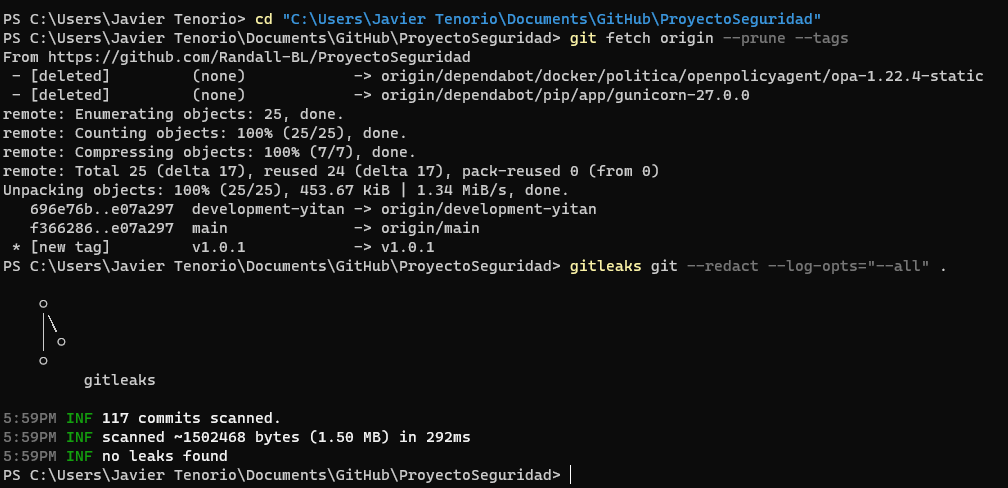 PS C:\Users\Javier Tenorio> cd "C:\Users\Javier Tenorio\Documents\GitHub\ProyectoSeguridad"
PS C:\Users\Javier Tenorio\Documents\GitHub\ProyectoSeguridad> git fetch origin --prune --tags
From https://github.com/Randall-BL/ProyectoSeguridad
 - [deleted]         (none)            -> origin/dependabot/docker/politica/openpolicyagent/opa-1.22.4-static
 - [deleted]         (none)            -> origin/dependabot/pip/app/gunicorn-27.0.0
remote: Enumerating objects: 25, done.
remote: Counting objects: 100% (25/25), done.
remote: Compressing objects: 100% (7/7), done.
remote: Total 25 (delta 17), reused 24 (delta 17), pack-reused 0 (from 0)
Unpacking objects: 100% (25/25), 453.67 KiB | 1.34 MiB/s, done.
   696e76b..e07a297  development-yitan -> origin/development-yitan
   f366286..e07a297  main              -> origin/main
 * [new tag]         v1.0.1            -> v1.0.1
PS C:\Users\Javier Tenorio\Documents\GitHub\ProyectoSeguridad> gitleaks git --redact --log-opts="--all" .
    ○
    │╲
    │ ○
    ○
         gitleaks
5:59PM INF 117 commits scanned.
5:59PM INF scanned ~1502468 bytes (1.50 MB) in 292ms
5:59PM INF no leaks found
PS C:\Users\Javier Tenorio\Documents\GitHub\ProyectoSeguridad>